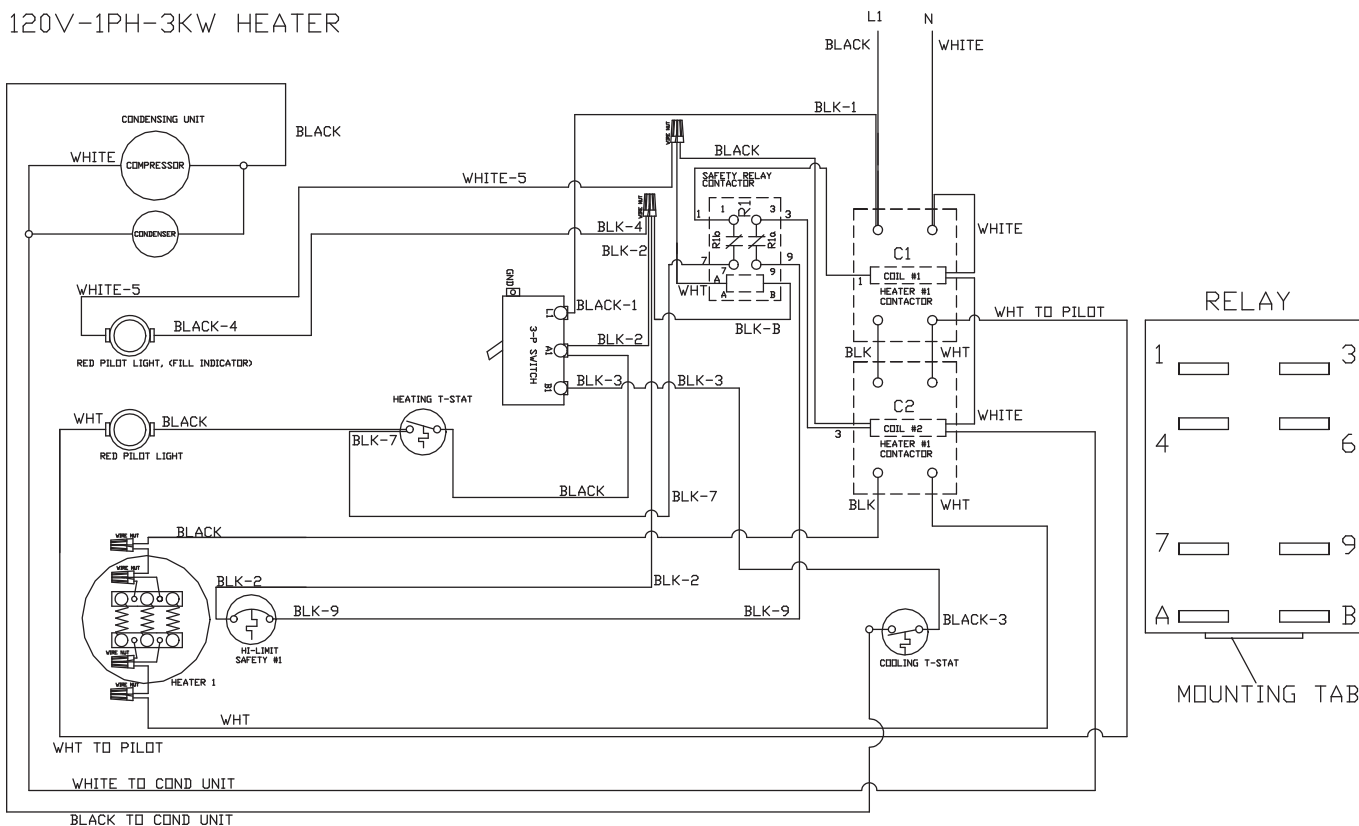 120V-1PH-3KW HEATER
L1
N
BLACK
WHITE
BLK-1
CONDENSING UNIT
BLACK
WHITE
COMPRESSOR
WIRE NUT
BLACK
WHITE-5
SAFETY RELAY
CONTACTOR
CONDENSER
WIRE NUT
BLK-4
BLK-2
1
1
R1
3
3
R1b
R1a
WHITE
C1
7
7
9
9
1
COIL #1
HEATER #1
CONTACTOR
GND
A
WHT
A
B
BLK-B
WHITE-5
BLACK-4
RED PILOT LIGHT, (FILL INDICATOR)
L1
BLACK-1
3-P SWITCH
A1
BLK-2
B1
BLK-3
BLK-3
WHT TO PILOT
BLK
WHT
RELAY
1
3
4
6
7
9
A
B
MOUNTING TAB
HEATING T-STAT
WHT
BLACK
RED PILOT LIGHT
BLK-7
BLACK
BLK-7
C2
WHITE
3
COIL #2
HEATER #1
CONTACTOR
BLK
WHT
WIRE NUT
BLACK
WIRE NUT
BLK-2
BLK-2
BLK-9
BLK-9
HI-LIMIT
SAFETY #1
BLACK-3
COOLING T-STAT
WIRE NUT
HEATER 1
WIRE NUT
WHT
WHT TO PILOT
WHITE TO COND UNIT
BLACK TO COND UNIT